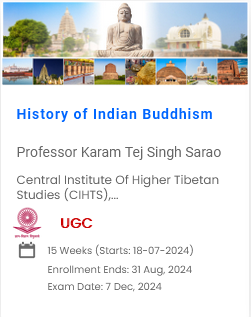 History of Indian Buddhism
Professor Karam Tej Singh Sarao
Central Institute Of Higher Tibetan
Studies (CIHTS),...
UGC
15 Weeks (Starts: 18-07-2024)
Enrollment Ends: 31 Aug, 2024
Exam Date: 7 Dec, 2024